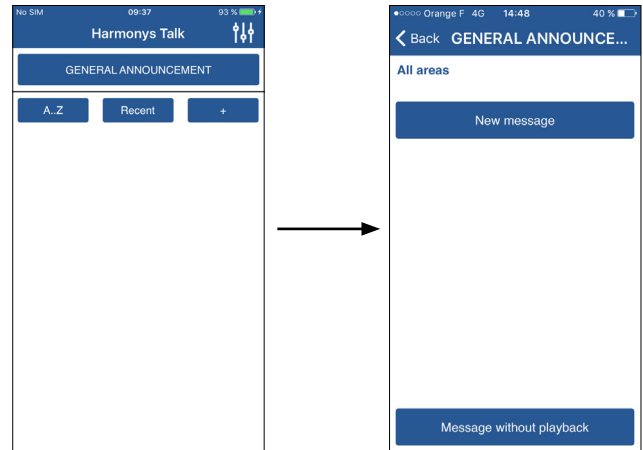 No SIM 09:37 93 %
Harmonys Talk
GENERAL ANNOUNCEMENT
A..Z Recent +
Orange F 4G 14:48 40 %
Back GENERAL ANNOUNCE...
All areas
New message
Message without playback